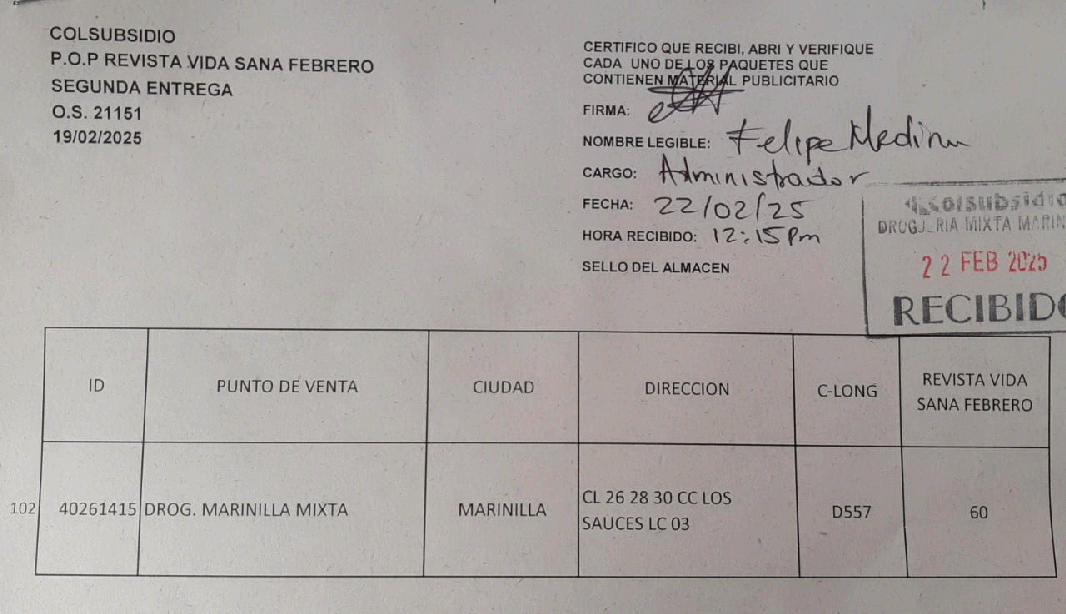 COLSUBSIDIO
P.O.P REVISTA VIDA SANA FEBRERO
SEGUNDA ENTREGA
O.S. 21151
19/02/2025
CERTIFICO QUE RECIBI, ABRI Y VERIFIQUE
CADA UNO DE LOS PAQUETES QUE
CONTIENEN MATERIAL PUBLICITARIO
FIRMA:
NOMBRE LEGIBLE: Felipe Medina
CARGO: Administrador
FECHA: 22/02/25
HORA RECIBIDO: 12:15Pm
SELLO DEL ALMACEN
Colsubsidio
DROGUERIA MIXTA MARIN
22 FEB 2025
RECIBIDO
ID PUNTO DE VENTA CIUDAD DIRECCION C-LONG REVISTA VIDA
SANA FEBRERO
102 40261415 DROG. MARINILLA MIXTA MARINILLA CL 26 28 30 CC LOS
SAUCES LC 03 D557 60